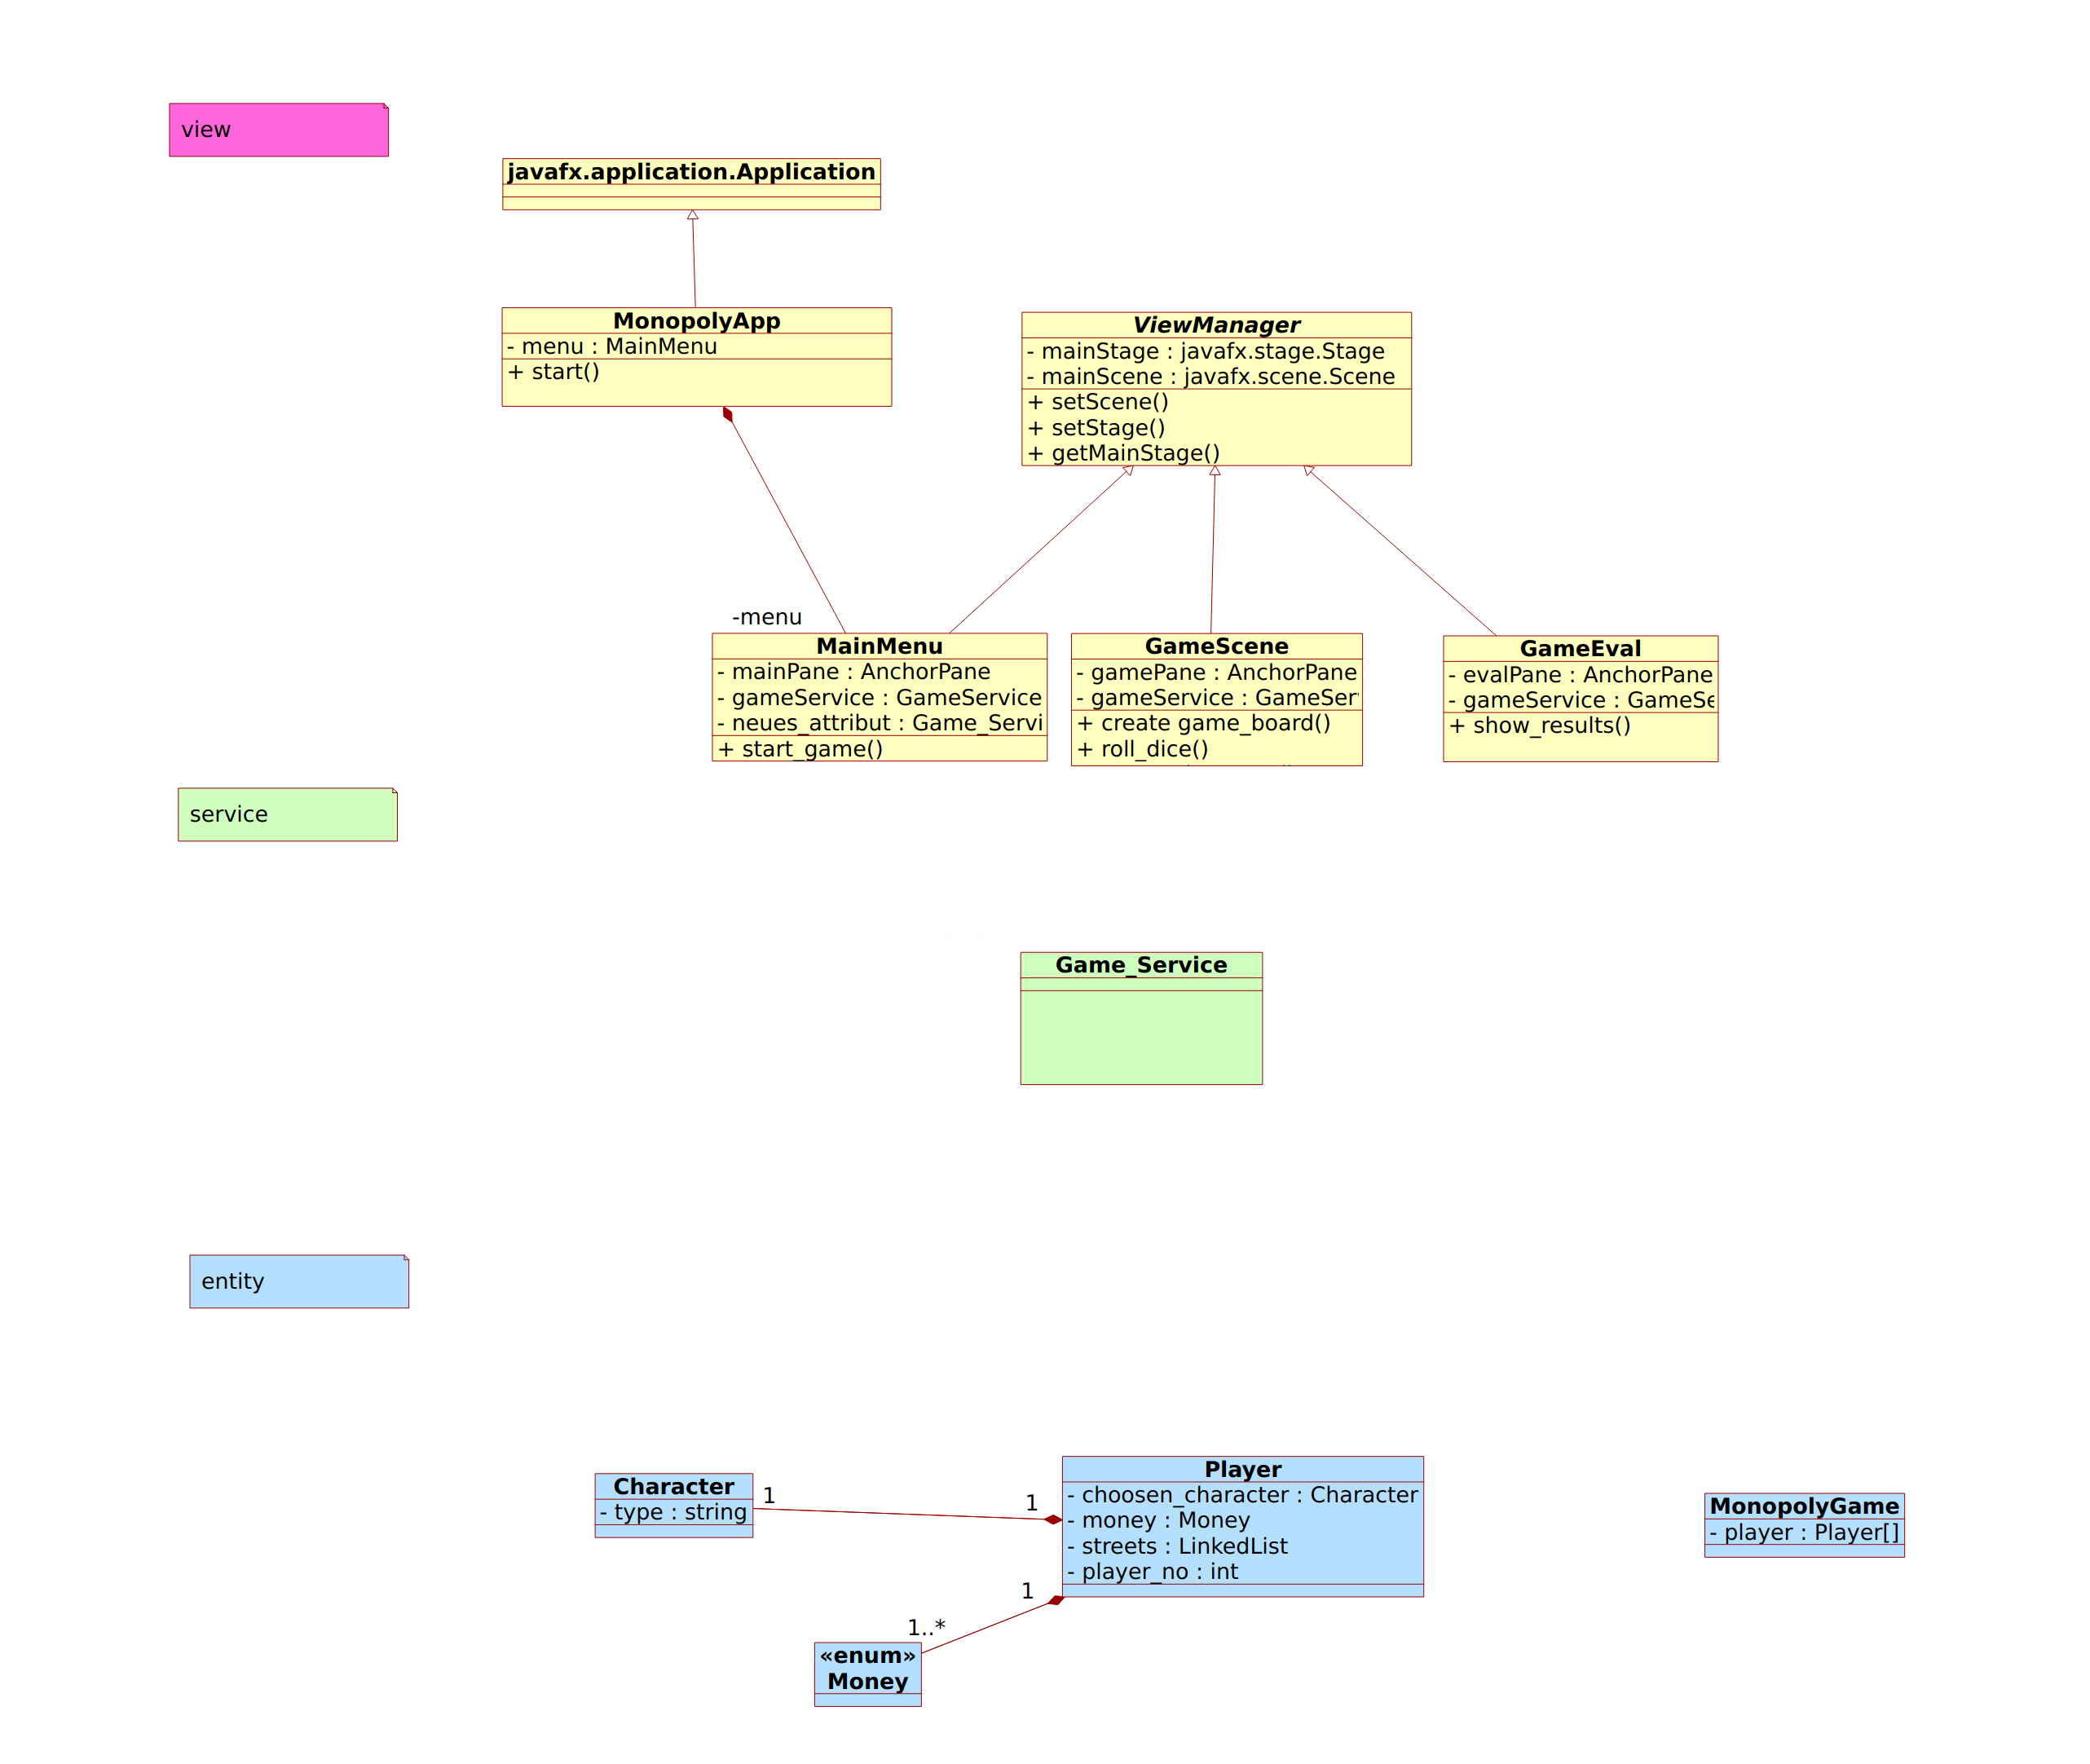 view
javafx.application.Application
MonopolyApp
- menu : MainMenu
+ start()
ViewManager
- mainStage : javafx.stage.Stage
- mainScene : javafx.scene.Scene
+ setScene()
+ setStage()
+ getMainStage()
-menu
MainMenu
- mainPane : AnchorPane
- gameService : GameService
- neues_attribut : Game_Servi
+ start_game()
GameScene
- gamePane : AnchorPane
- gameService : GameSer
+ create game_board()
+ roll_dice()
GameEval
- evalPane : AnchorPane
- gameService : GameSe
+ show_results()
service
Game_Service
entity
Character
- type : string
1
1
Player
- choosen_character : Character
- money : Money
- streets : LinkedList
- player_no : int
MonopolyGame
- player : Player[]
1
1..*
«enum»
Money